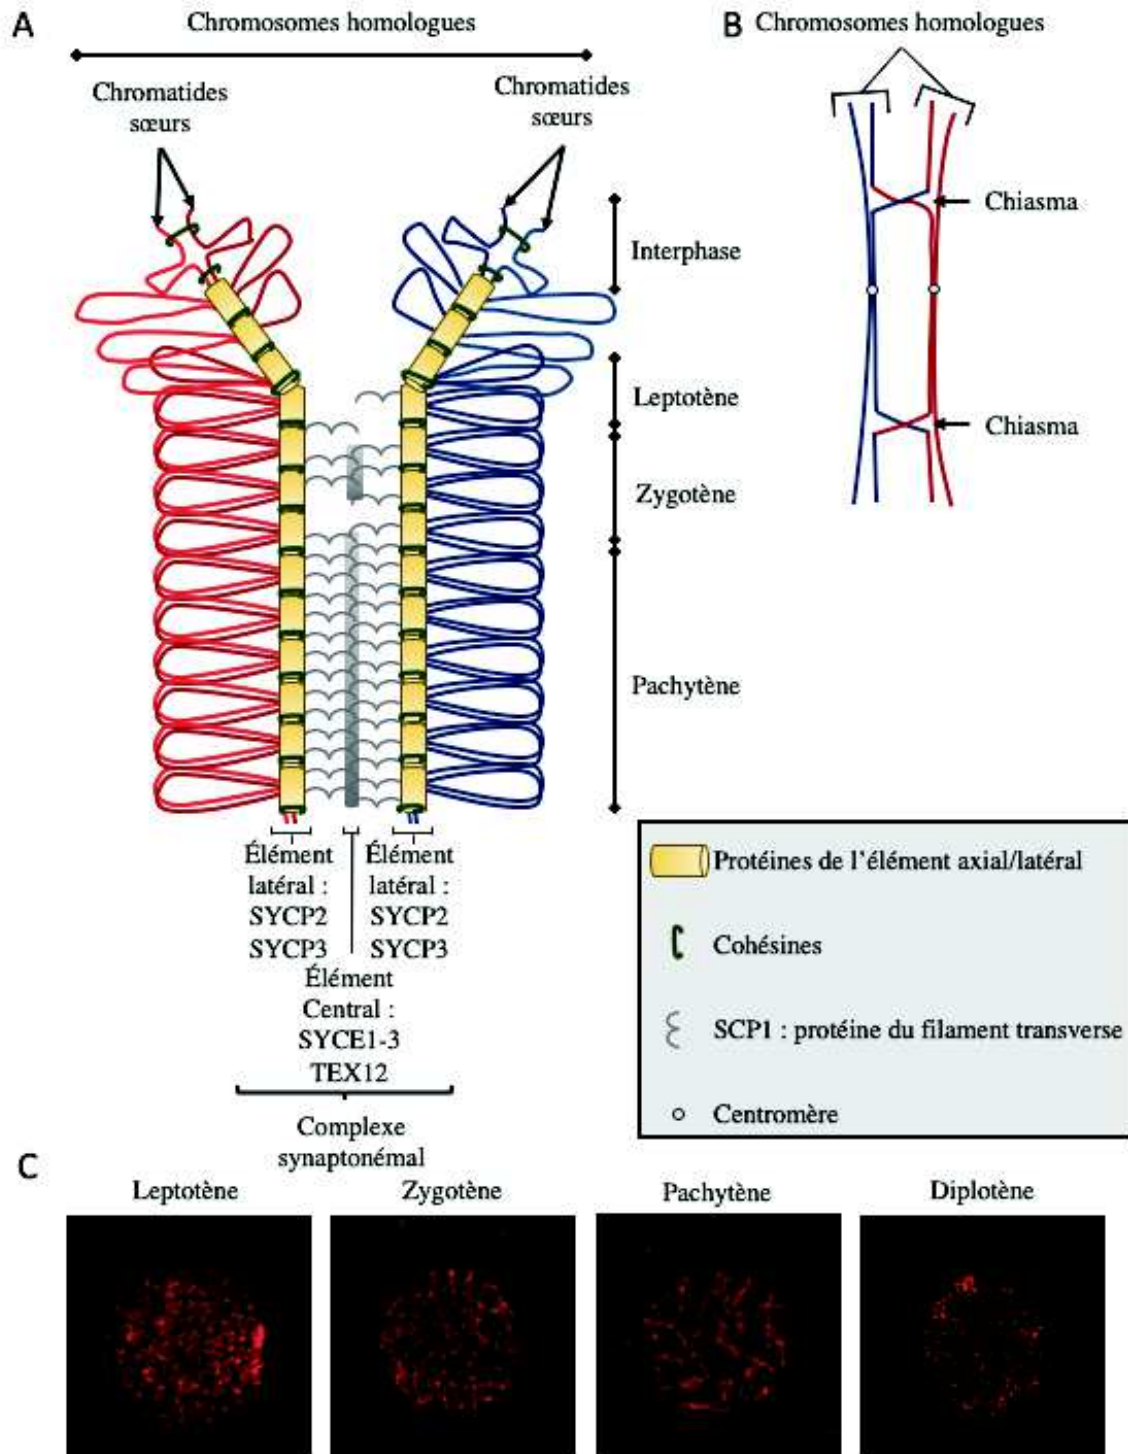 A
Chromosomes homologues
Chromatides
sœurs
Chromatides
sœurs
Interphase
Leptotène
Zygotène
Pachytène
Élément
latéral :
SYCP2
SYCP3
Élément
latéral :
SYCP2
SYCP3
Élément
Central :
SYCE1-3
TEX12
Complexe
synaptonémal
B
Chromosomes homologues
Chiasma
Chiasma
Protéines de l'élément axial/latéral
Cohésines
SCP1 : protéine du filament transverse
Centromère
C
Leptotène
Zygotène
Pachytène
Diplotène